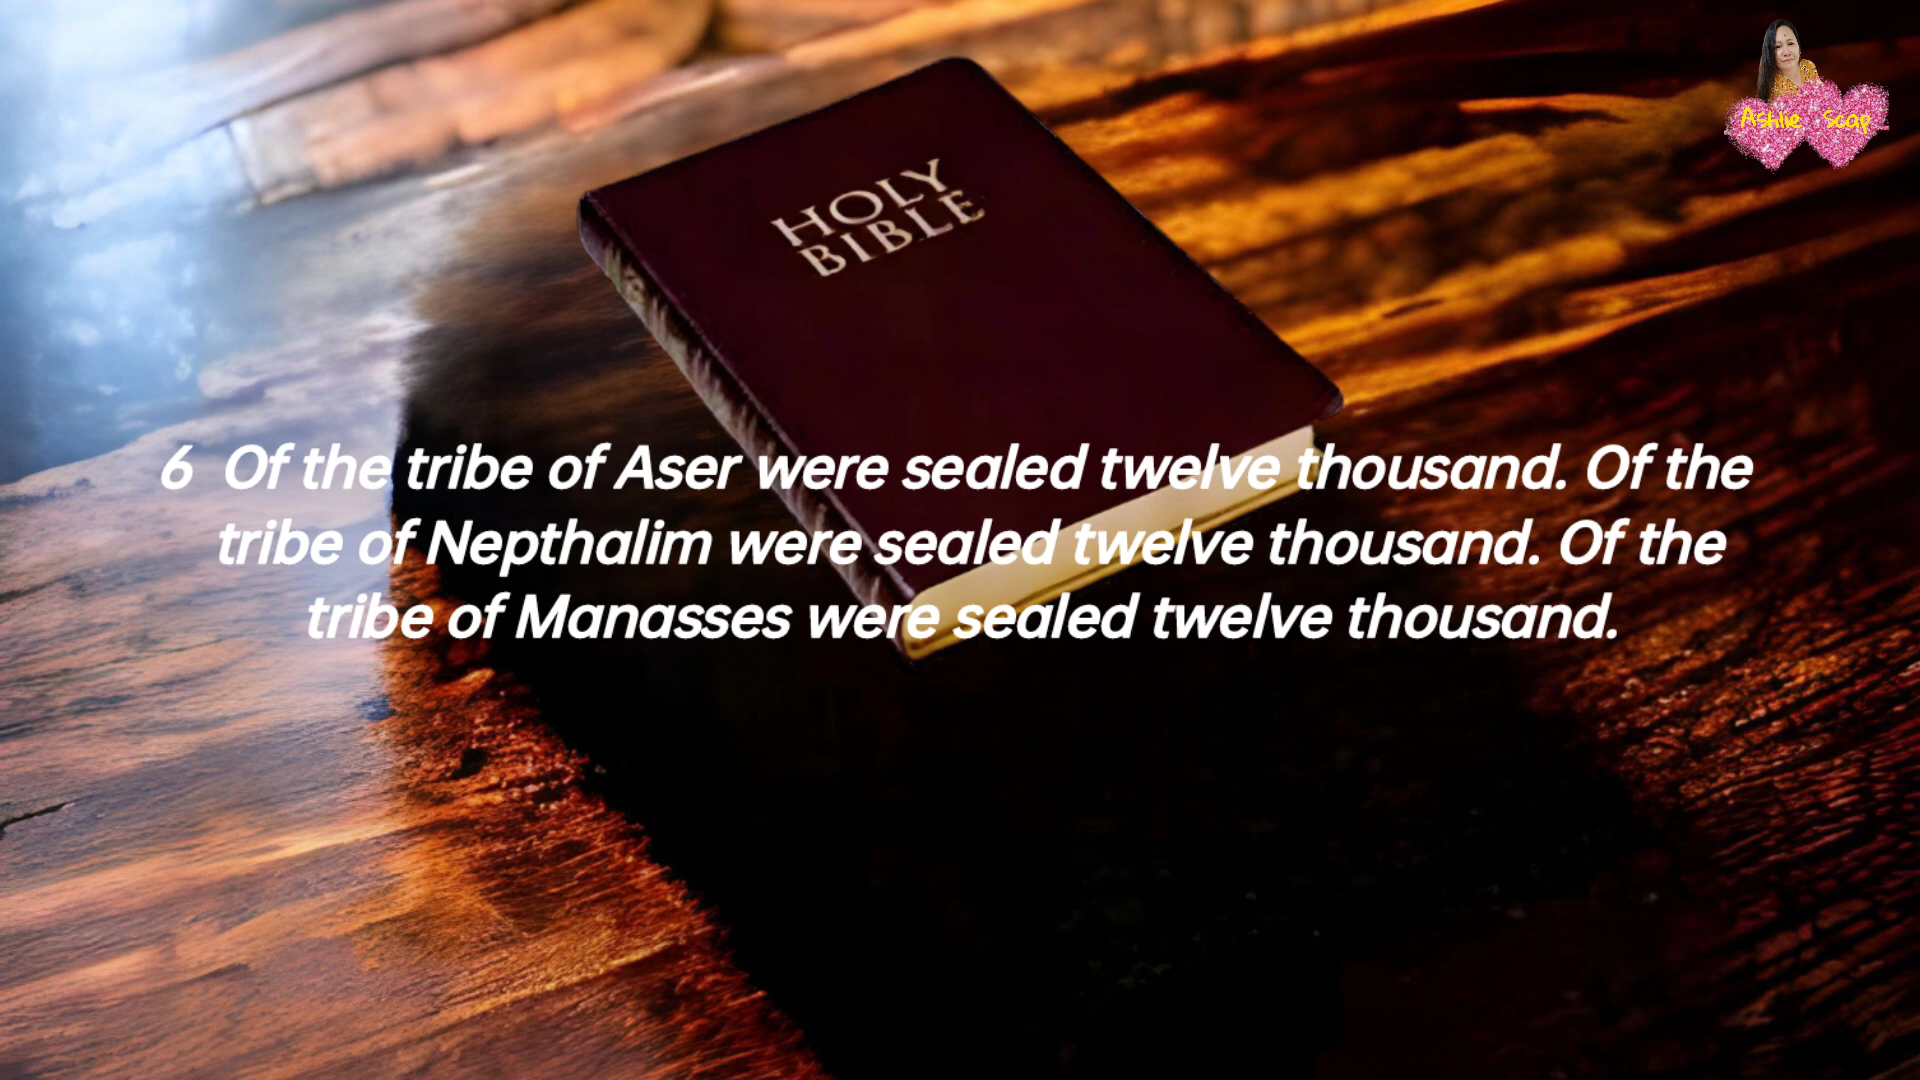 Ashlie Scap
HOLY
BIBLE
6 Of the tribe of Aser were sealed twelve thousand. Of the
tribe of Nepthalim were sealed twelve thousand. Of the
tribe of Manasses were sealed twelve thousand.